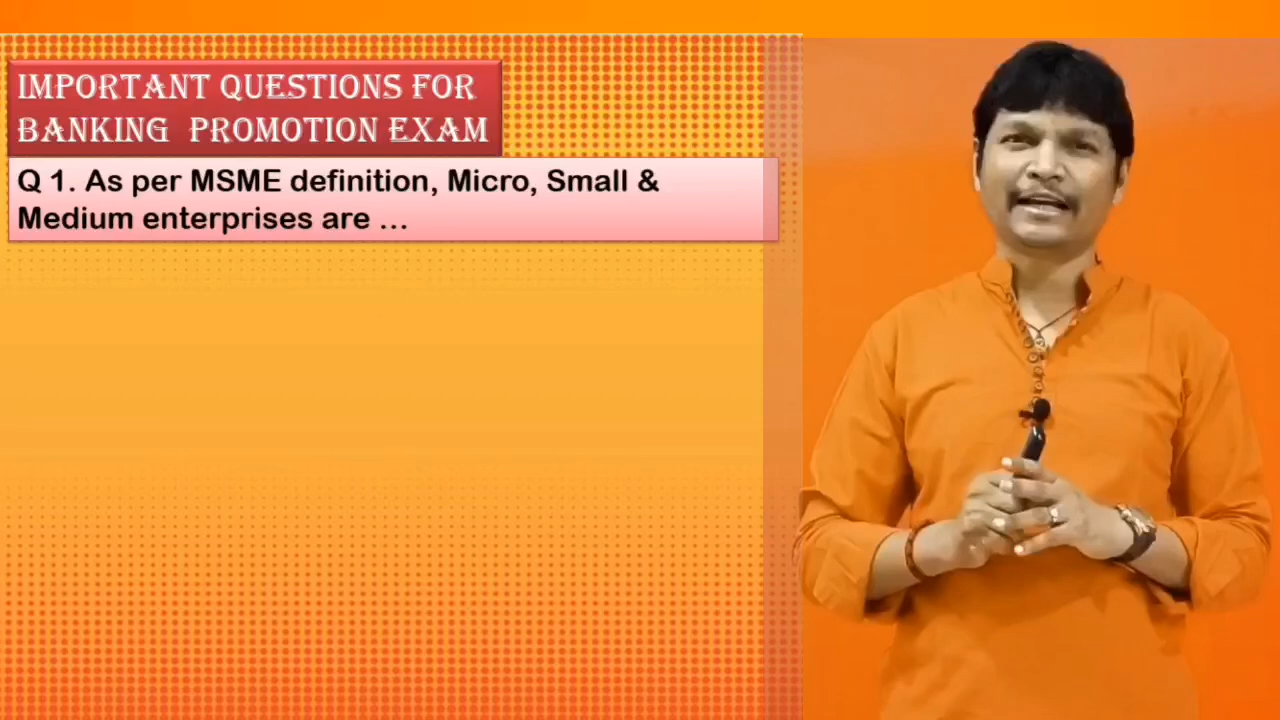 IMPORTANT QUESTIONS FOR
BANKING PROMOTION EXAM
Q 1. As per MSME definition, Micro, Small &
Medium enterprises are ...